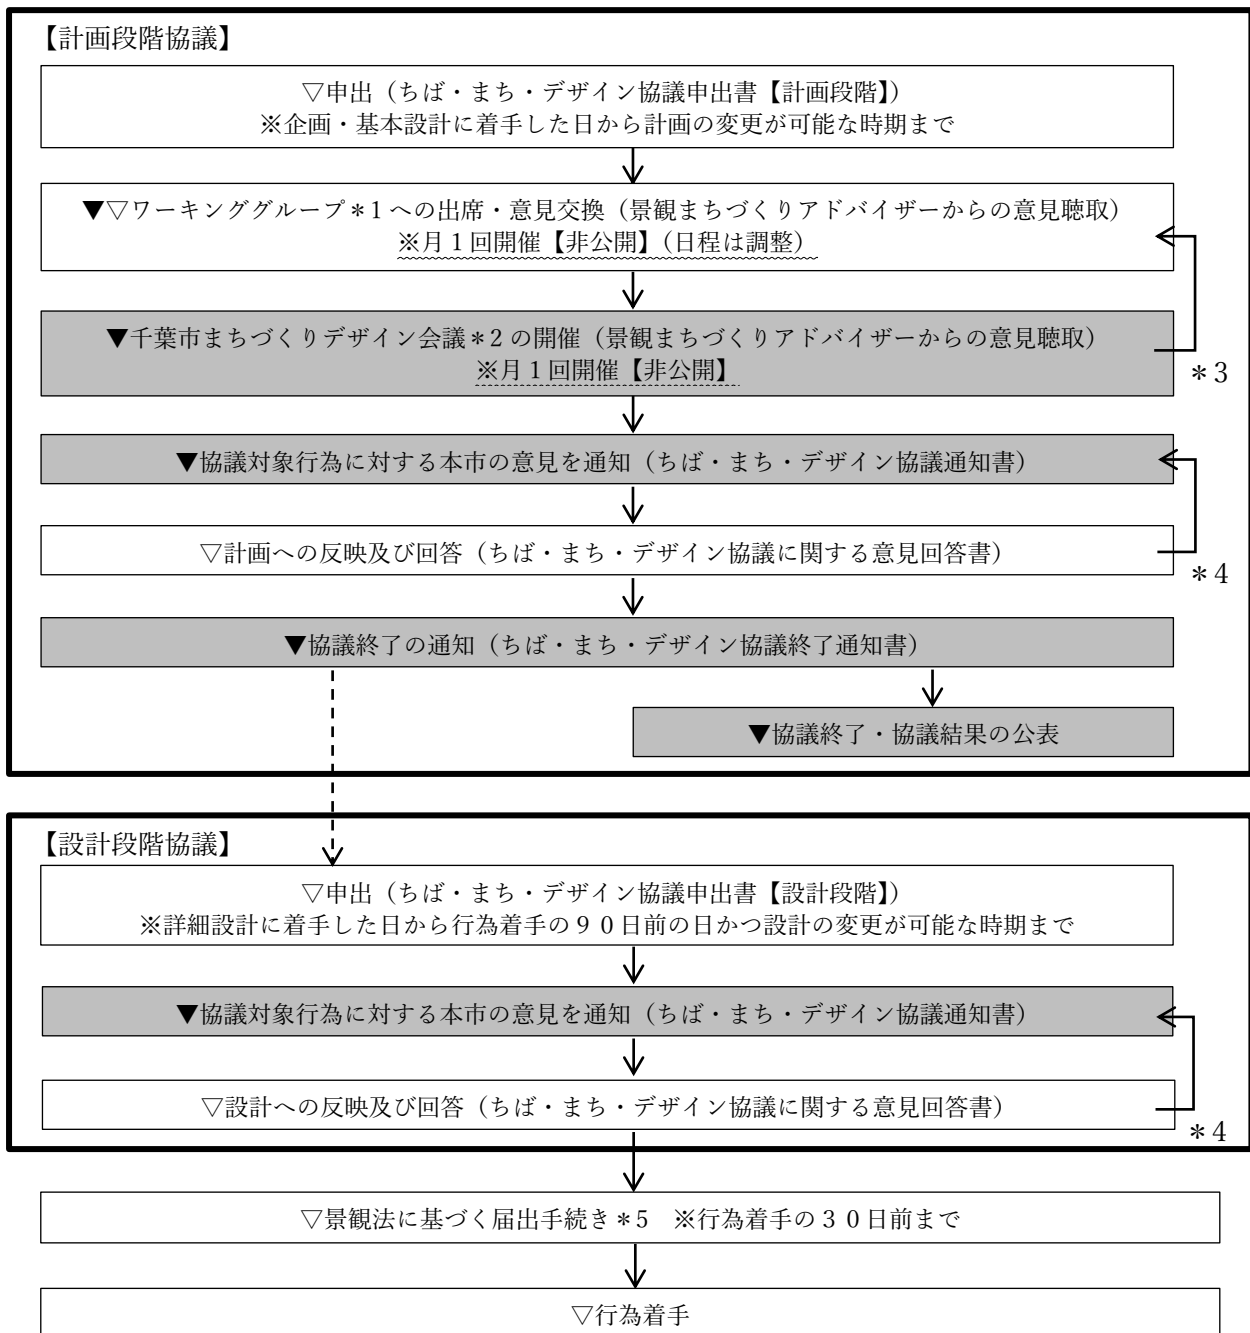 【計画段階協議】
▽申出（ちば・まち・デザイン協議申出書【計画段階】）
※企画・基本設計に着手した日から計画の変更が可能な時期まで
▼▽ワーキンググループ＊1への出席・意見交換（景観まちづくりアドバイザーからの意見聴取）
※月１回開催【非公開】（日程は調整）
▼千葉市まちづくりデザイン会議＊2の開催（景観まちづくりアドバイザーからの意見聴取）
※月１回開催【非公開】
＊3
▼協議対象行為に対する本市の意見を通知（ちば・まち・デザイン協議通知書）
▽計画への反映及び回答（ちば・まち・デザイン協議に関する意見回答書）
＊4
▼協議終了の通知（ちば・まち・デザイン協議終了通知書）
▼協議終了・協議結果の公表
【設計段階協議】
▽申出（ちば・まち・デザイン協議申出書【設計段階】）
※詳細設計に着手した日から行為着手の９０日前の日かつ設計の変更が可能な時期まで
▼協議対象行為に対する本市の意見を通知（ちば・まち・デザイン協議通知書）
▽設計への反映及び回答（ちば・まち・デザイン協議に関する意見回答書）
＊4
▽景観法に基づく届出手続き＊5　※行為着手の３０日前まで
▽行為着手